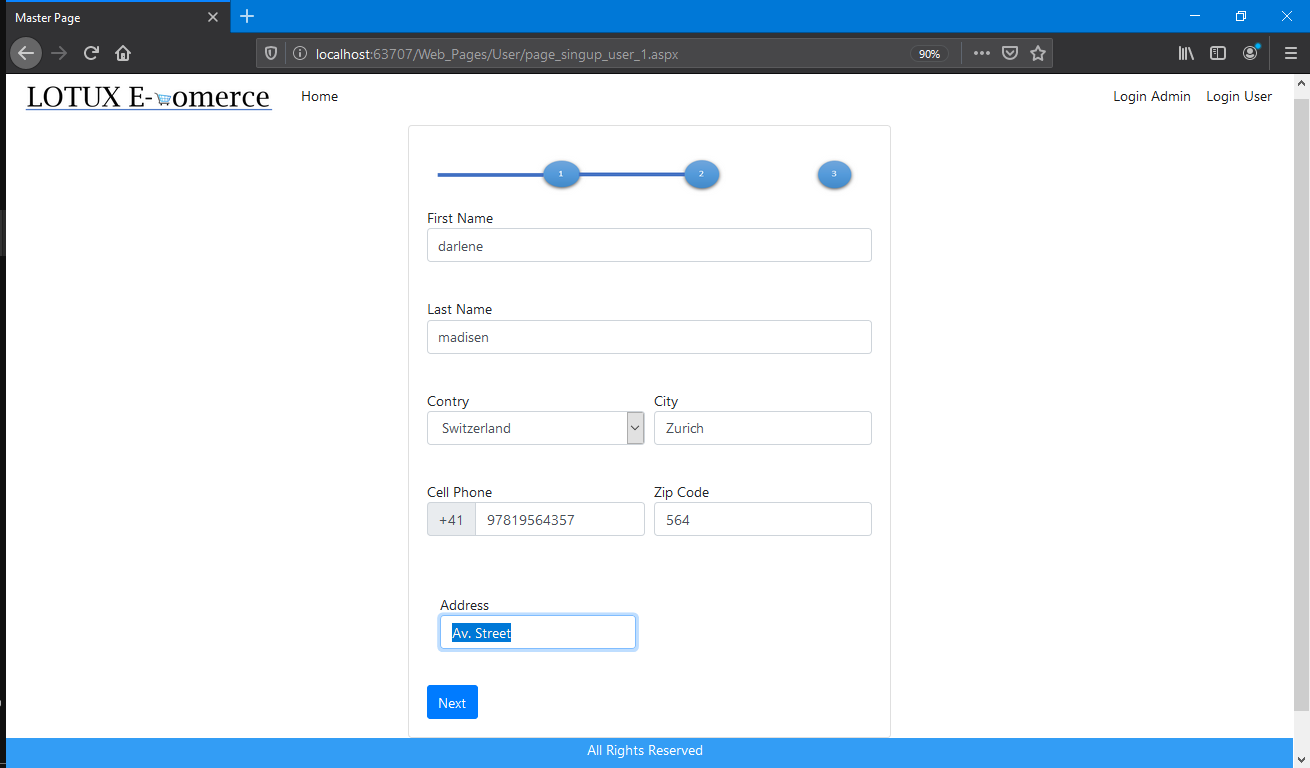 Master Page
localhost:63707/Web_Pages/User/page_singup_user_1.aspx 90%
LOTUX E-comerce Home Login Admin Login User
1 2 3
First Name
darlene
Last Name
madisen
Contry City
Switzerland Zurich
Cell Phone Zip Code
+41 97819564357 564
Address
Av. Street
Next
All Rights Reserved